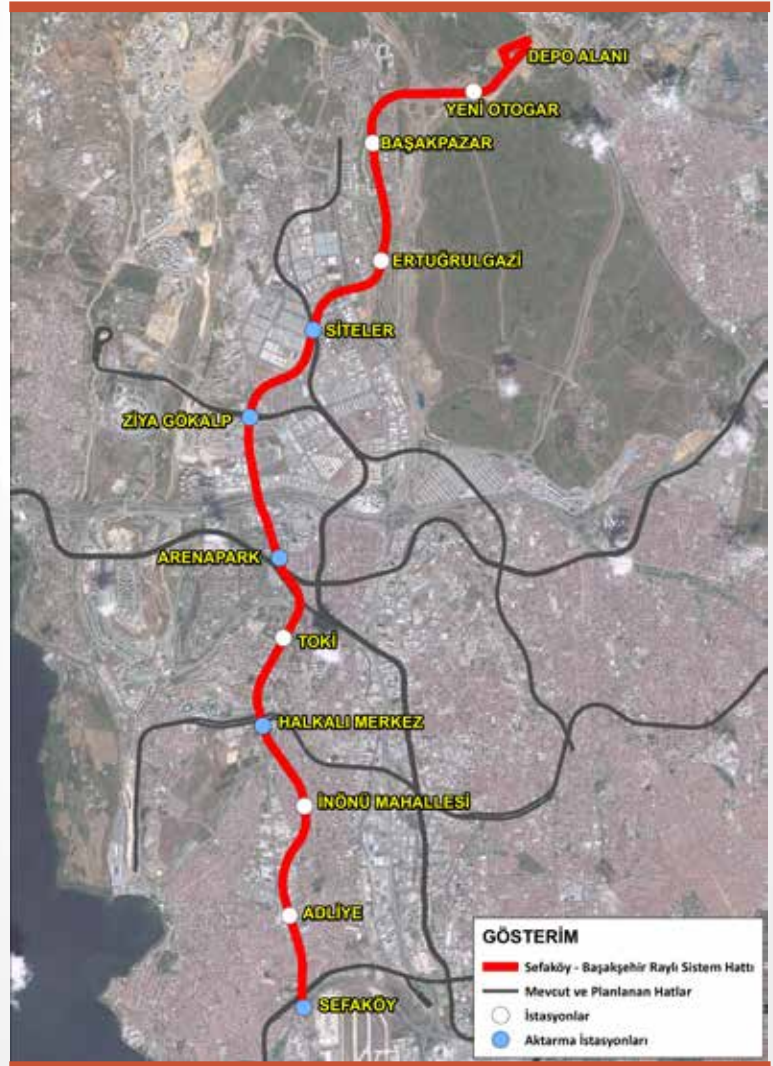 DEPO ALANI
YENİ OTOGAR
BAŞAKPAZAR
ERTUĞRULGAZİ
SİTELER
ZİYA GÖKALP
ARENAPARK
TOKİ
HALKALI MERKEZ
İNÖNÜ MAHALLESİ
ADLİYE
SEFAKÖY
GÖSTERİM
Sefaköy - Başakşehir Raylı Sistem Hattı
Mevcut ve Planlanan Hatlar
İstasyonlar
Aktarma İstasyonları